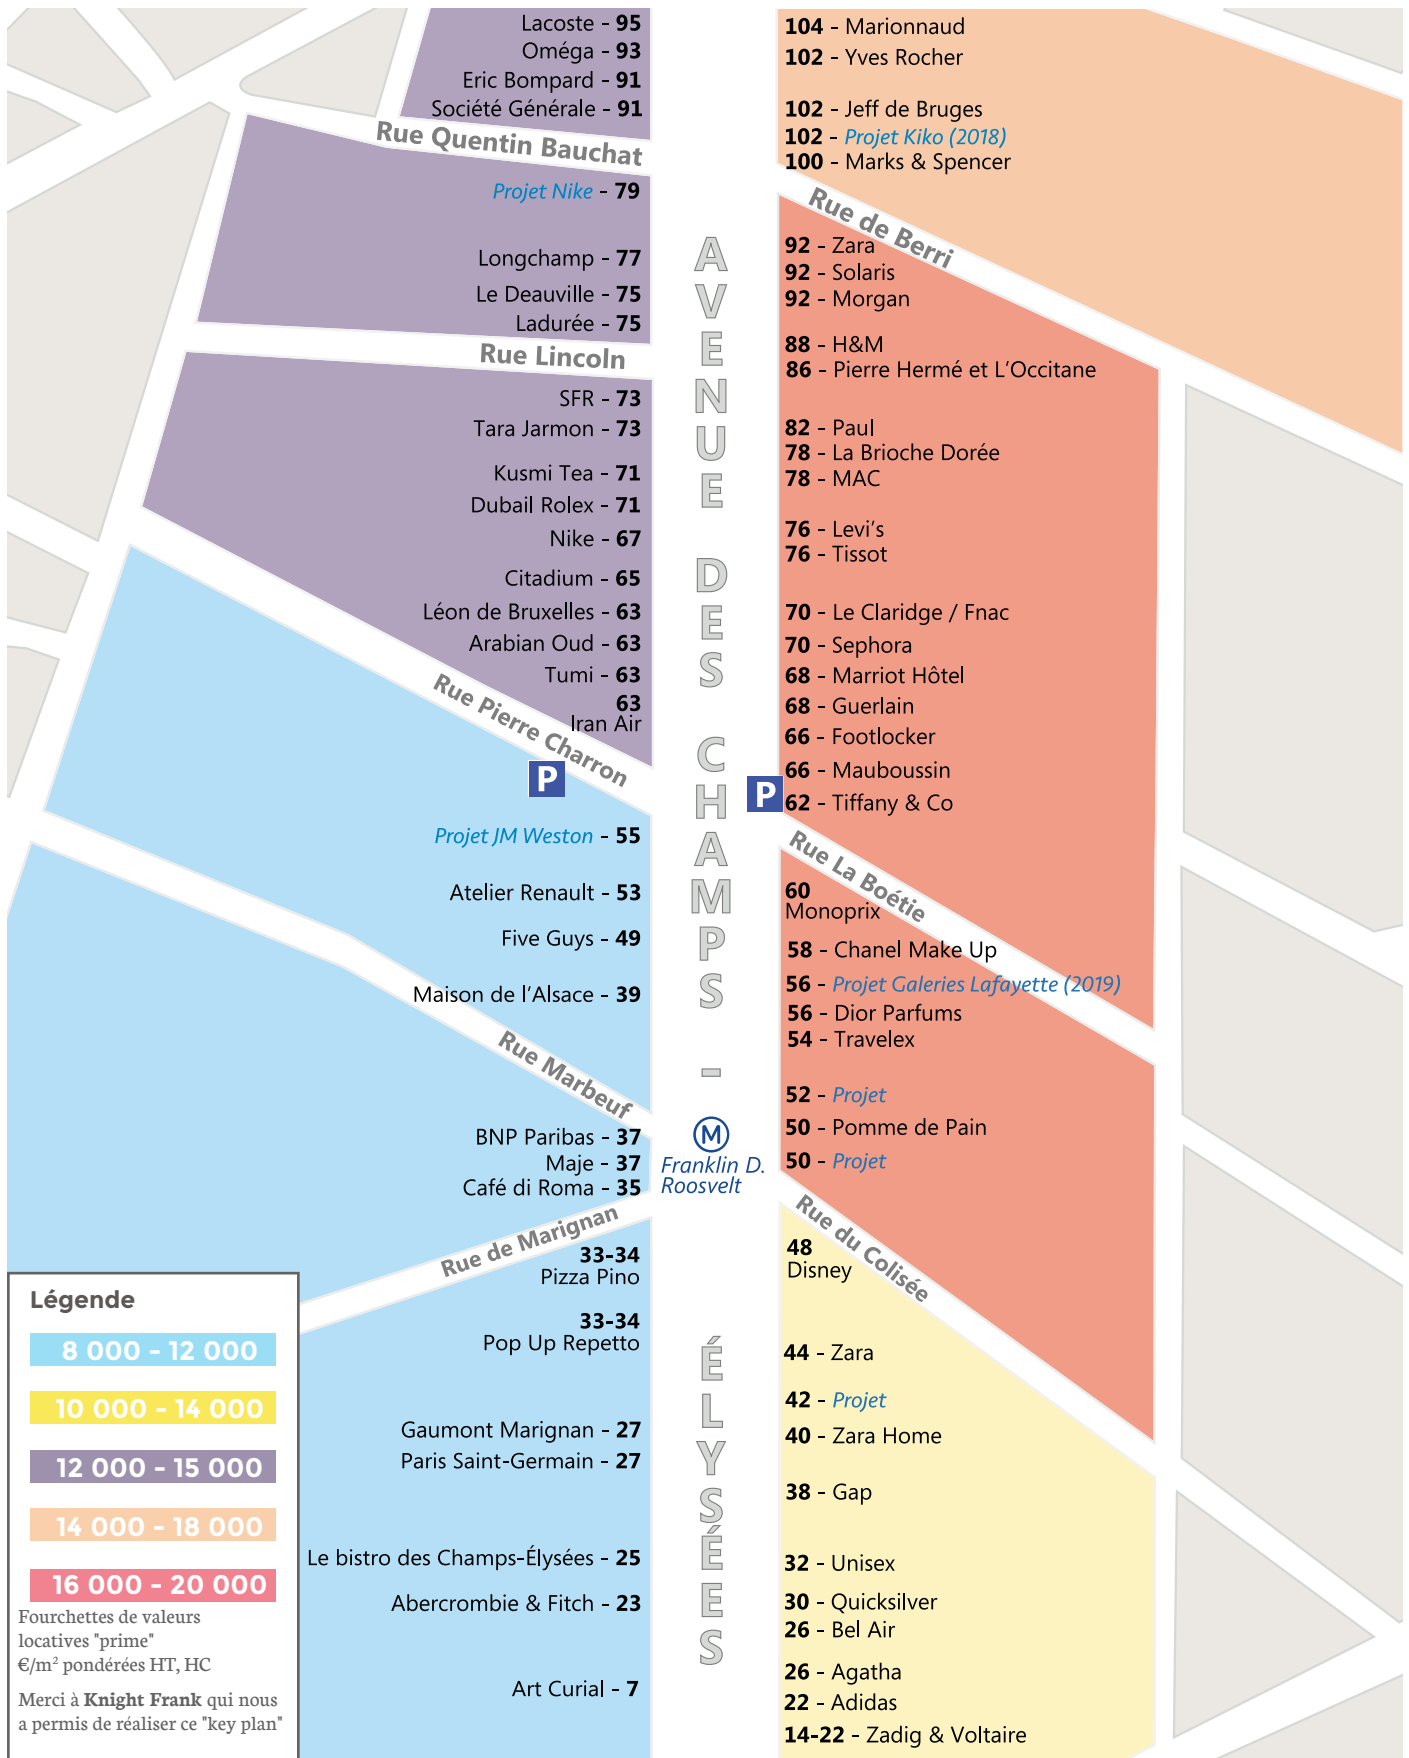 Lacoste - 95
Oméga - 93
Eric Bompard - 91
Société Générale - 91
Rue Quentin Bauchat
Projet Nike - 79
Longchamp - 77
Le Deauville - 75
Ladurée - 75
Rue Lincoln
SFR - 73
Tara Jarmon - 73
Kusmi Tea - 71
Dubail Rolex - 71
Nike - 67
Citadium - 65
Léon de Bruxelles - 63
Arabian Oud - 63
Tumi - 63
63
Iran Air
Rue Pierre Charron
P
Projet JM Weston - 55
Atelier Renault - 53
Five Guys - 49
Maison de l'Alsace - 39
Rue Marbeuf
BNP Paribas - 37
Maje - 37
Café di Roma - 35
Rue de Marignan
33-34
Pizza Pino
33-34
Pop Up Repetto
Gaumont Marignan - 27
Paris Saint-Germain - 27
Le bistro des Champs-Élysées - 25
Abercrombie & Fitch - 23
Art Curial - 7
AVENUE DES CHAMPS - ÉLYSÉES
M
Franklin D.
Roosvelt
104 - Marionnaud
102 - Yves Rocher
102 - Jeff de Bruges
102 - Projet Kiko (2018)
100 - Marks & Spencer
Rue de Berri
92 - Zara
92 - Solaris
92 - Morgan
88 - H&M
86 - Pierre Hermé et L'Occitane
82 - Paul
78 - La Brioche Dorée
78 - MAC
76 - Levi's
76 - Tissot
70 - Le Claridge / Fnac
70 - Sephora
68 - Marriot Hôtel
68 - Guerlain
66 - Footlocker
66 - Mauboussin
P
62 - Tiffany & Co
Rue La Boétie
60
Monoprix
58 - Chanel Make Up
56 - Projet Galeries Lafayette (2019)
56 - Dior Parfums
54 - Travelex
52 - Projet
50 - Pomme de Pain
50 - Projet
Rue du Colisée
48
Disney
44 - Zara
42 - Projet
40 - Zara Home
38 - Gap
32 - Unisex
30 - Quicksilver
26 - Bel Air
26 - Agatha
22 - Adidas
14-22 - Zadig & Voltaire
Légende
8 000 - 12 000
10 000 - 14 000
12 000 - 15 000
14 000 - 18 000
16 000 - 20 000
Fourchettes de valeurs
locatives "prime"
€/m² pondérées HT, HC
Merci à Knight Frank qui nous
a permis de réaliser ce "key plan"